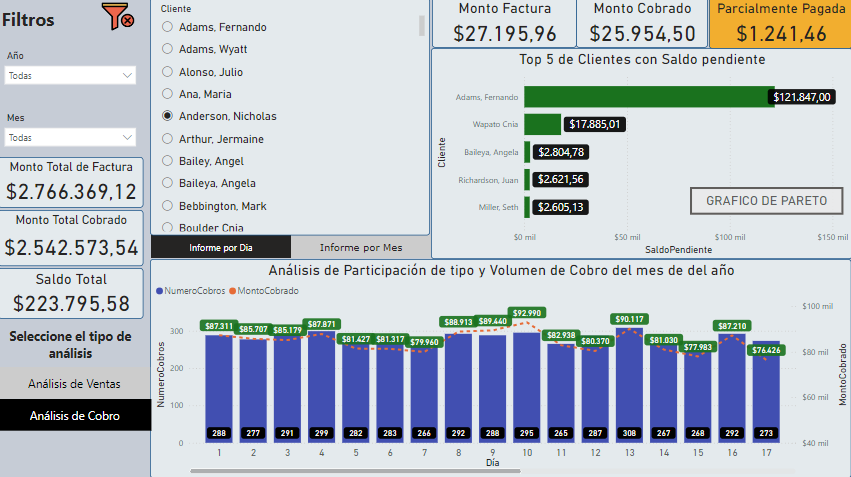 Filtros
Año
Todas
Mes
Todas
Monto Total de Factura
$2.766.369,12
Monto Total Cobrado
$2.542.573,54
Saldo Total
$223.795,58
Seleccione el tipo de
análisis
Análisis de Ventas
Análisis de Cobro
Cliente
Adams, Fernando
Adams, Wyatt
Alonso, Julio
Ana, Maria
Anderson, Nicholas
Arthur, Jermaine
Bailey, Angel
Baileya, Angela
Bebbington, Mark
Boulder Cnia
Informe por Dia
Informe por Mes
Monto Factura
$27.195,96
Monto Cobrado
$25.954,50
Parcialmente Pagada
$1.241,46
Top 5 de Clientes con Saldo pendiente
Cliente
Adams, Fernando
$121.847,00
Wapato Cnia
$17.885,01
Baileya, Angela
$2.804,78
Richardson, Juan
$2.621,56
Miller, Seth
$2.605,13
GRAFICO DE PARETO
$0 mil
$50 mil
$100 mil
$150 mil
SaldoPendiente
Análisis de Participación de tipo y Volumen de Cobro del mes de del año
NumeroCobros
MontoCobrado
NumeroCobros
300
200
100
0
$87.311
$85.707
$85.179
$87.871
$81.427
$81.317
$79.960
$88.913
$89.440
$92.990
$82.938
$80.370
$90.117
$81.030
$77.983
$87.210
$76.426
288
277
291
299
282
283
266
292
288
295
265
287
308
267
268
292
273
1
2
3
4
5
6
7
8
9
10
11
12
13
14
15
16
17
Día
$100 mil
$80 mil
$60 mil
$40 mil
MontoCobrado